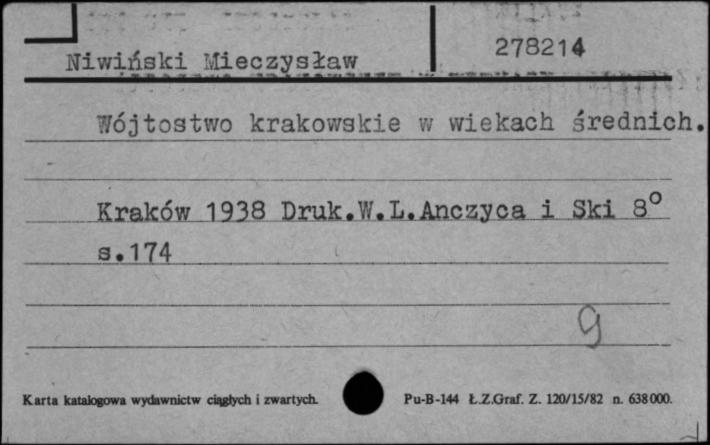 Niwiński Mieczysław 278214
Wójtostwo krakowskie w wiekach średnich.
Kraków 1938 Druk.W.L.Anczyca i Ski 8°
s.174
g
Karta katalogowa wydawnictw ciągłych i zwartych. Pu-B-144 Ł.Z.Graf. Z. 120/15/82 n. 638000.